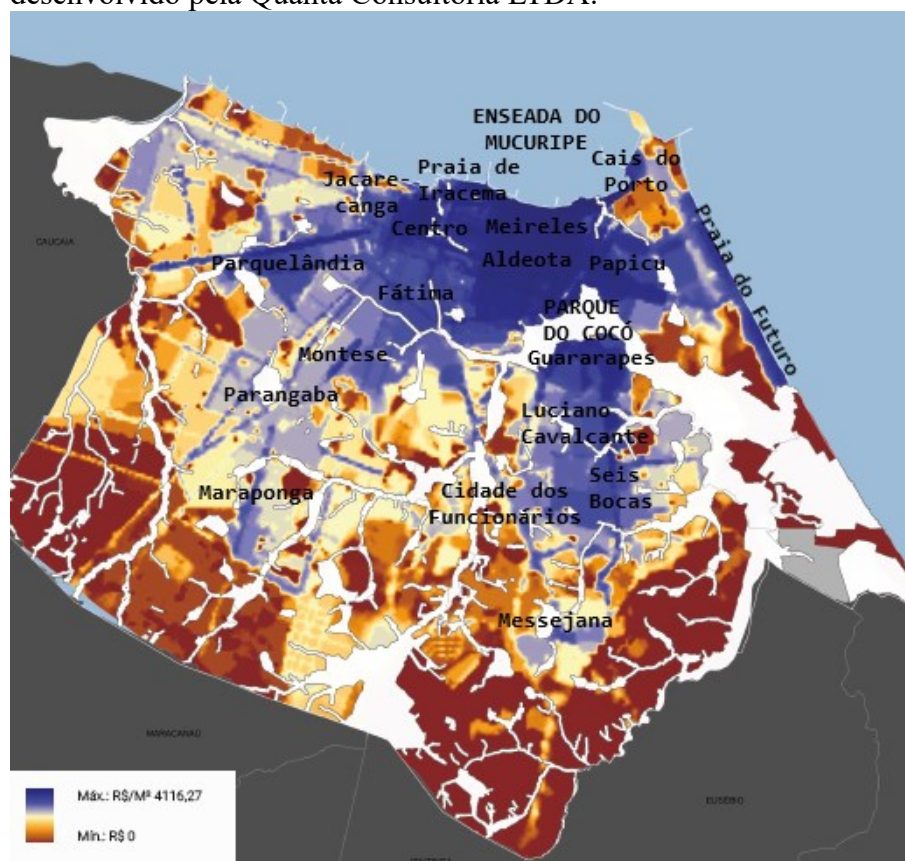 desenvolvido pela Quanta Consultoria LTDA.
ENSEADA DO
MUCURIPE
Cais do
Porto
Praia de
Iracema
Jacare-
canga
Centro
Meireles
Praia do Futuro
CAUCAIA
Parquelândia
Aldeota
Papicu
Fátima
PARQUE
DO COCÓ
Guararapes
Montese
Parangaba
Luciano
Cavalcante
Maraponga
Cidade dos
Funcionários
Seis
Bocas
Messejana
MARACANAÚ
EUSÉBIO
Máx.: R$/M² 4116,27
Mín.: R$ 0